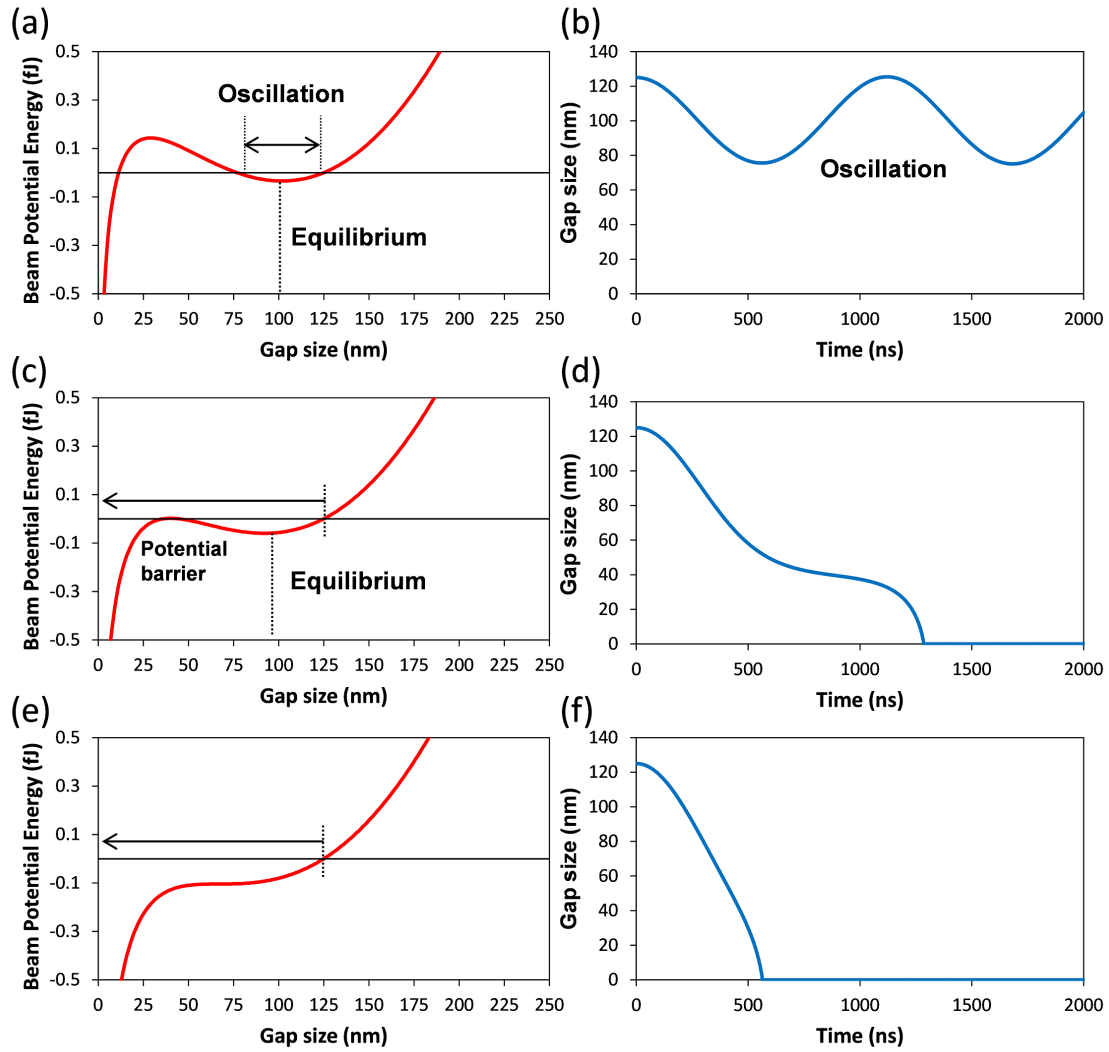 (a)
Beam Potential Energy (fJ)
0.5
0.3
0.1
-0.1
-0.3
-0.5
Oscillation
Equilibrium
0 25 50 75 100 125 150 175 200 225 250
Gap size (nm)
(b)
Gap size (nm)
140
120
100
80
60
40
20
0
Oscillation
0 500 1000 1500 2000
Time (ns)
(c)
Beam Potential Energy (fJ)
0.5
0.3
0.1
-0.1
-0.3
-0.5
Potential
barrier
Equilibrium
0 25 50 75 100 125 150 175 200 225 250
Gap size (nm)
(d)
Gap size (nm)
140
120
100
80
60
40
20
0
0 500 1000 1500 2000
Time (ns)
(e)
Beam Potential Energy (fJ)
0.5
0.3
0.1
-0.1
-0.3
-0.5
0 25 50 75 100 125 150 175 200 225 250
Gap size (nm)
(f)
Gap size (nm)
140
120
100
80
60
40
20
0
0 500 1000 1500 2000
Time (ns)